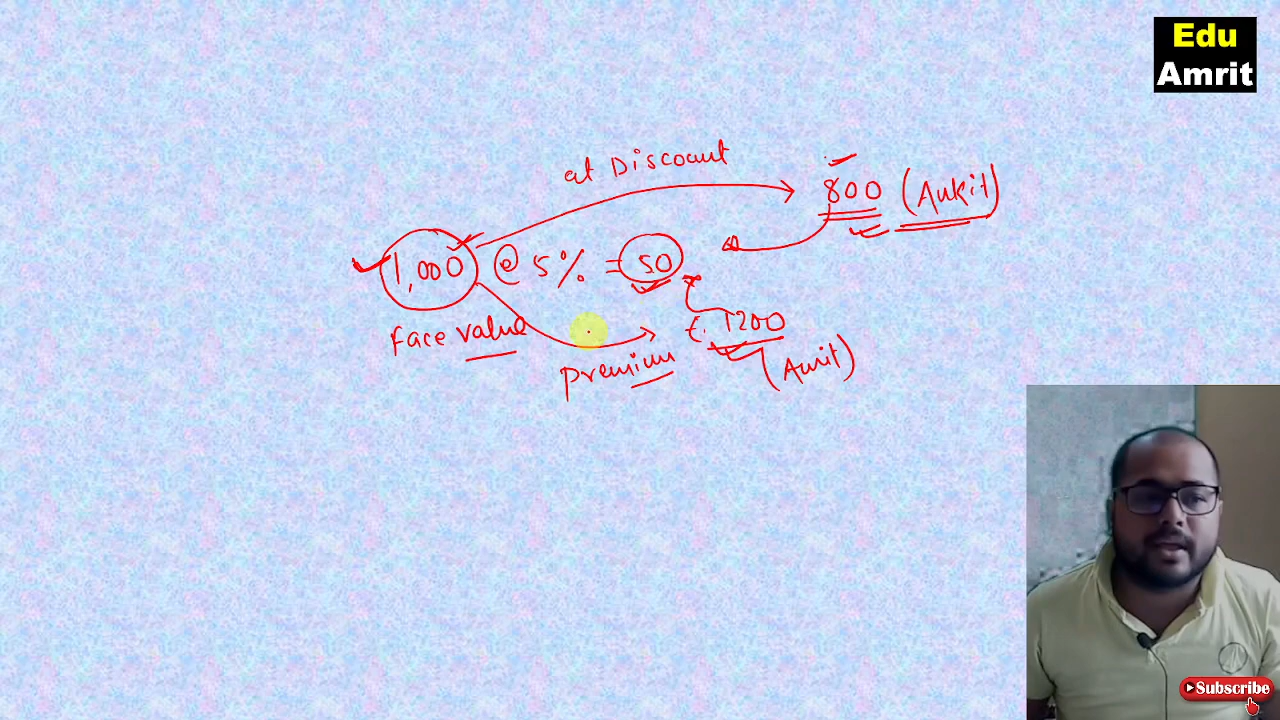 Edu
Amrit
at Discount
800 (Ankit)
1,000 @ 5% = 50
Face value
₹. 1200
Premium
(Amit)
Subscribe